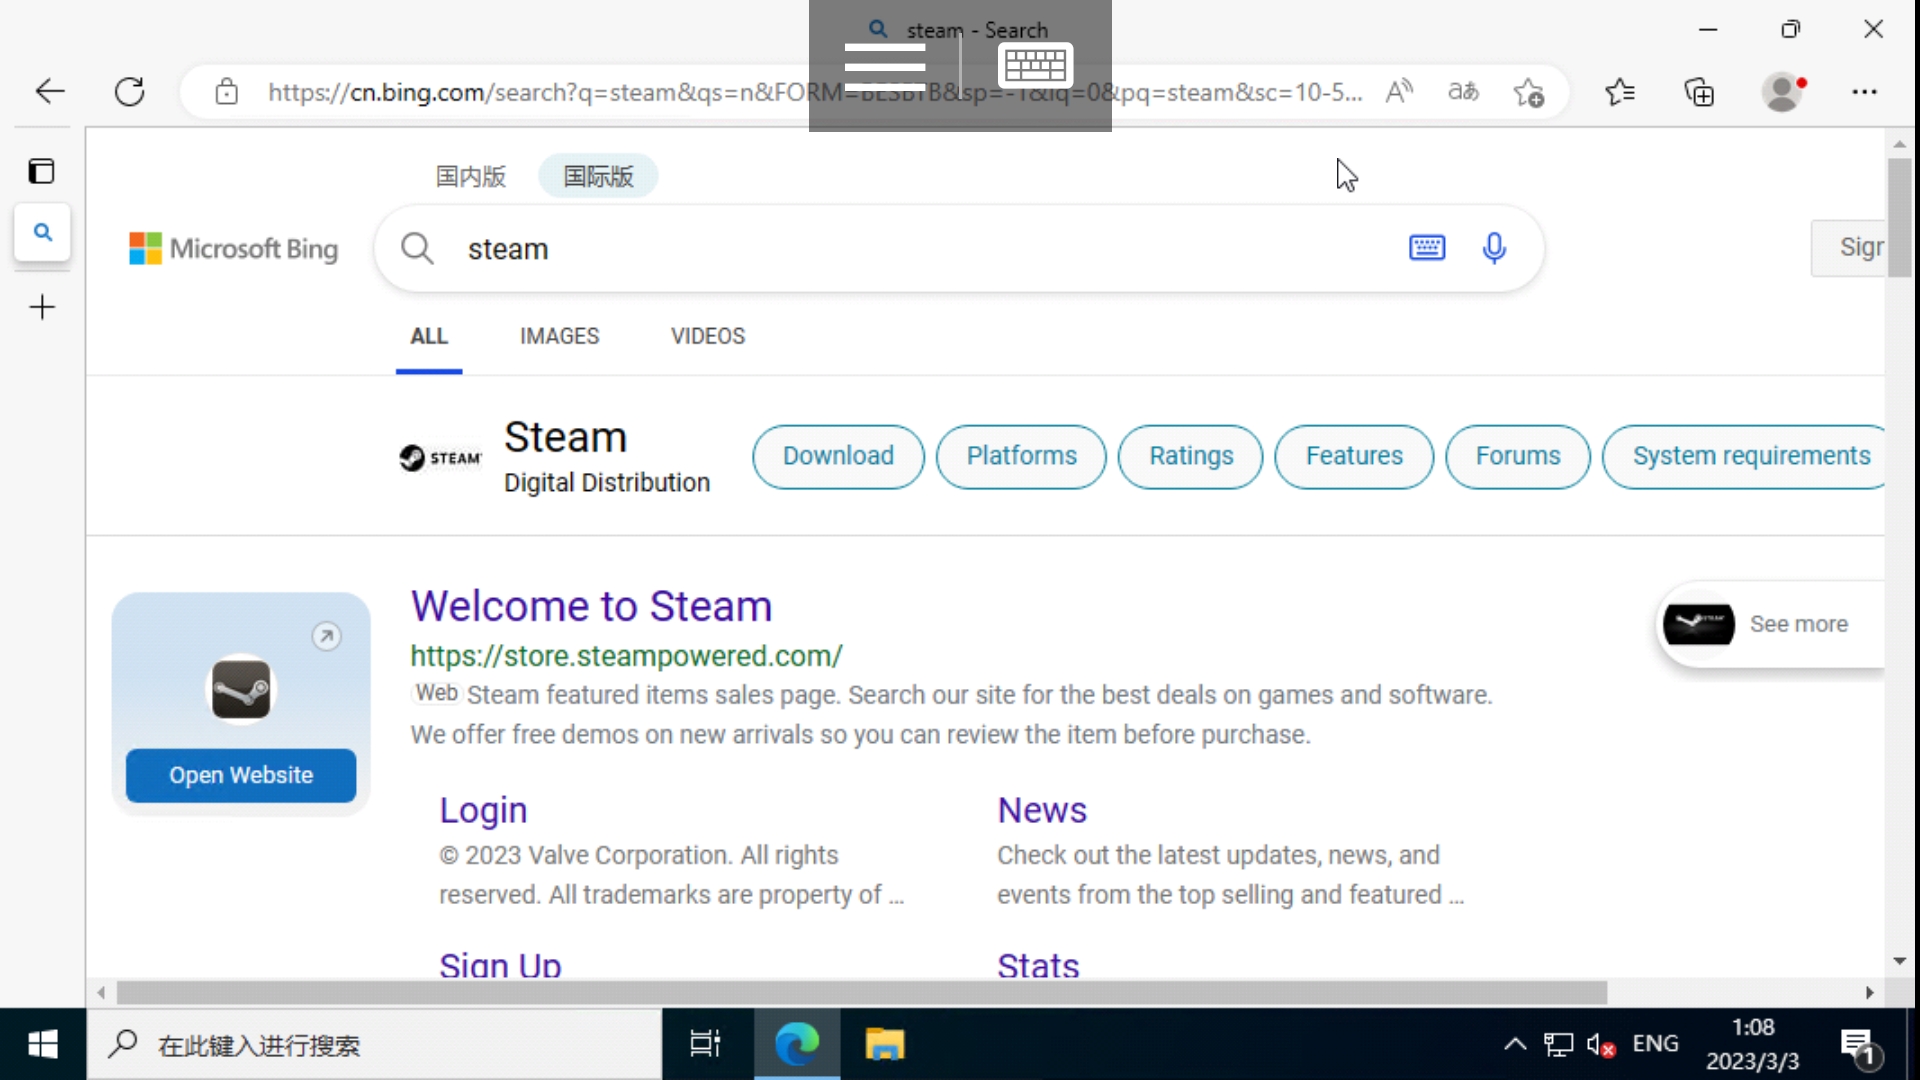 steam - Search
https://cn.bing.com/search?q=steam&qs=n&FORM=BESBTB&sp=-1&lq=0&pq=steam&sc=10-5...
国内版 国际版
Microsoft Bing steam
ALL IMAGES VIDEOS
Steam
STEAM
Digital Distribution
Download Platforms Ratings Features Forums System requirements
Welcome to Steam
https://store.steampowered.com/
See more
Web Steam featured items sales page. Search our site for the best deals on games and software.
We offer free demos on new arrivals so you can review the item before purchase.
Open Website
Login
© 2023 Valve Corporation. All rights
reserved. All trademarks are property of ...
News
Check out the latest updates, news, and
events from the top selling and featured ...
Sign Up
Stats
在此键入进行搜索
ENG
1:08
2023/3/3
1